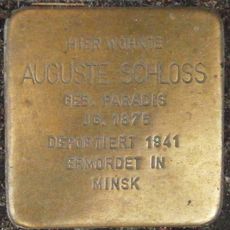 HIER WOHNTE
AUGUSTE SCHLOSS
GEB. PARADIS
JG. 1875
DEPORTIERT 1941
ERMORDET IN
MINSK